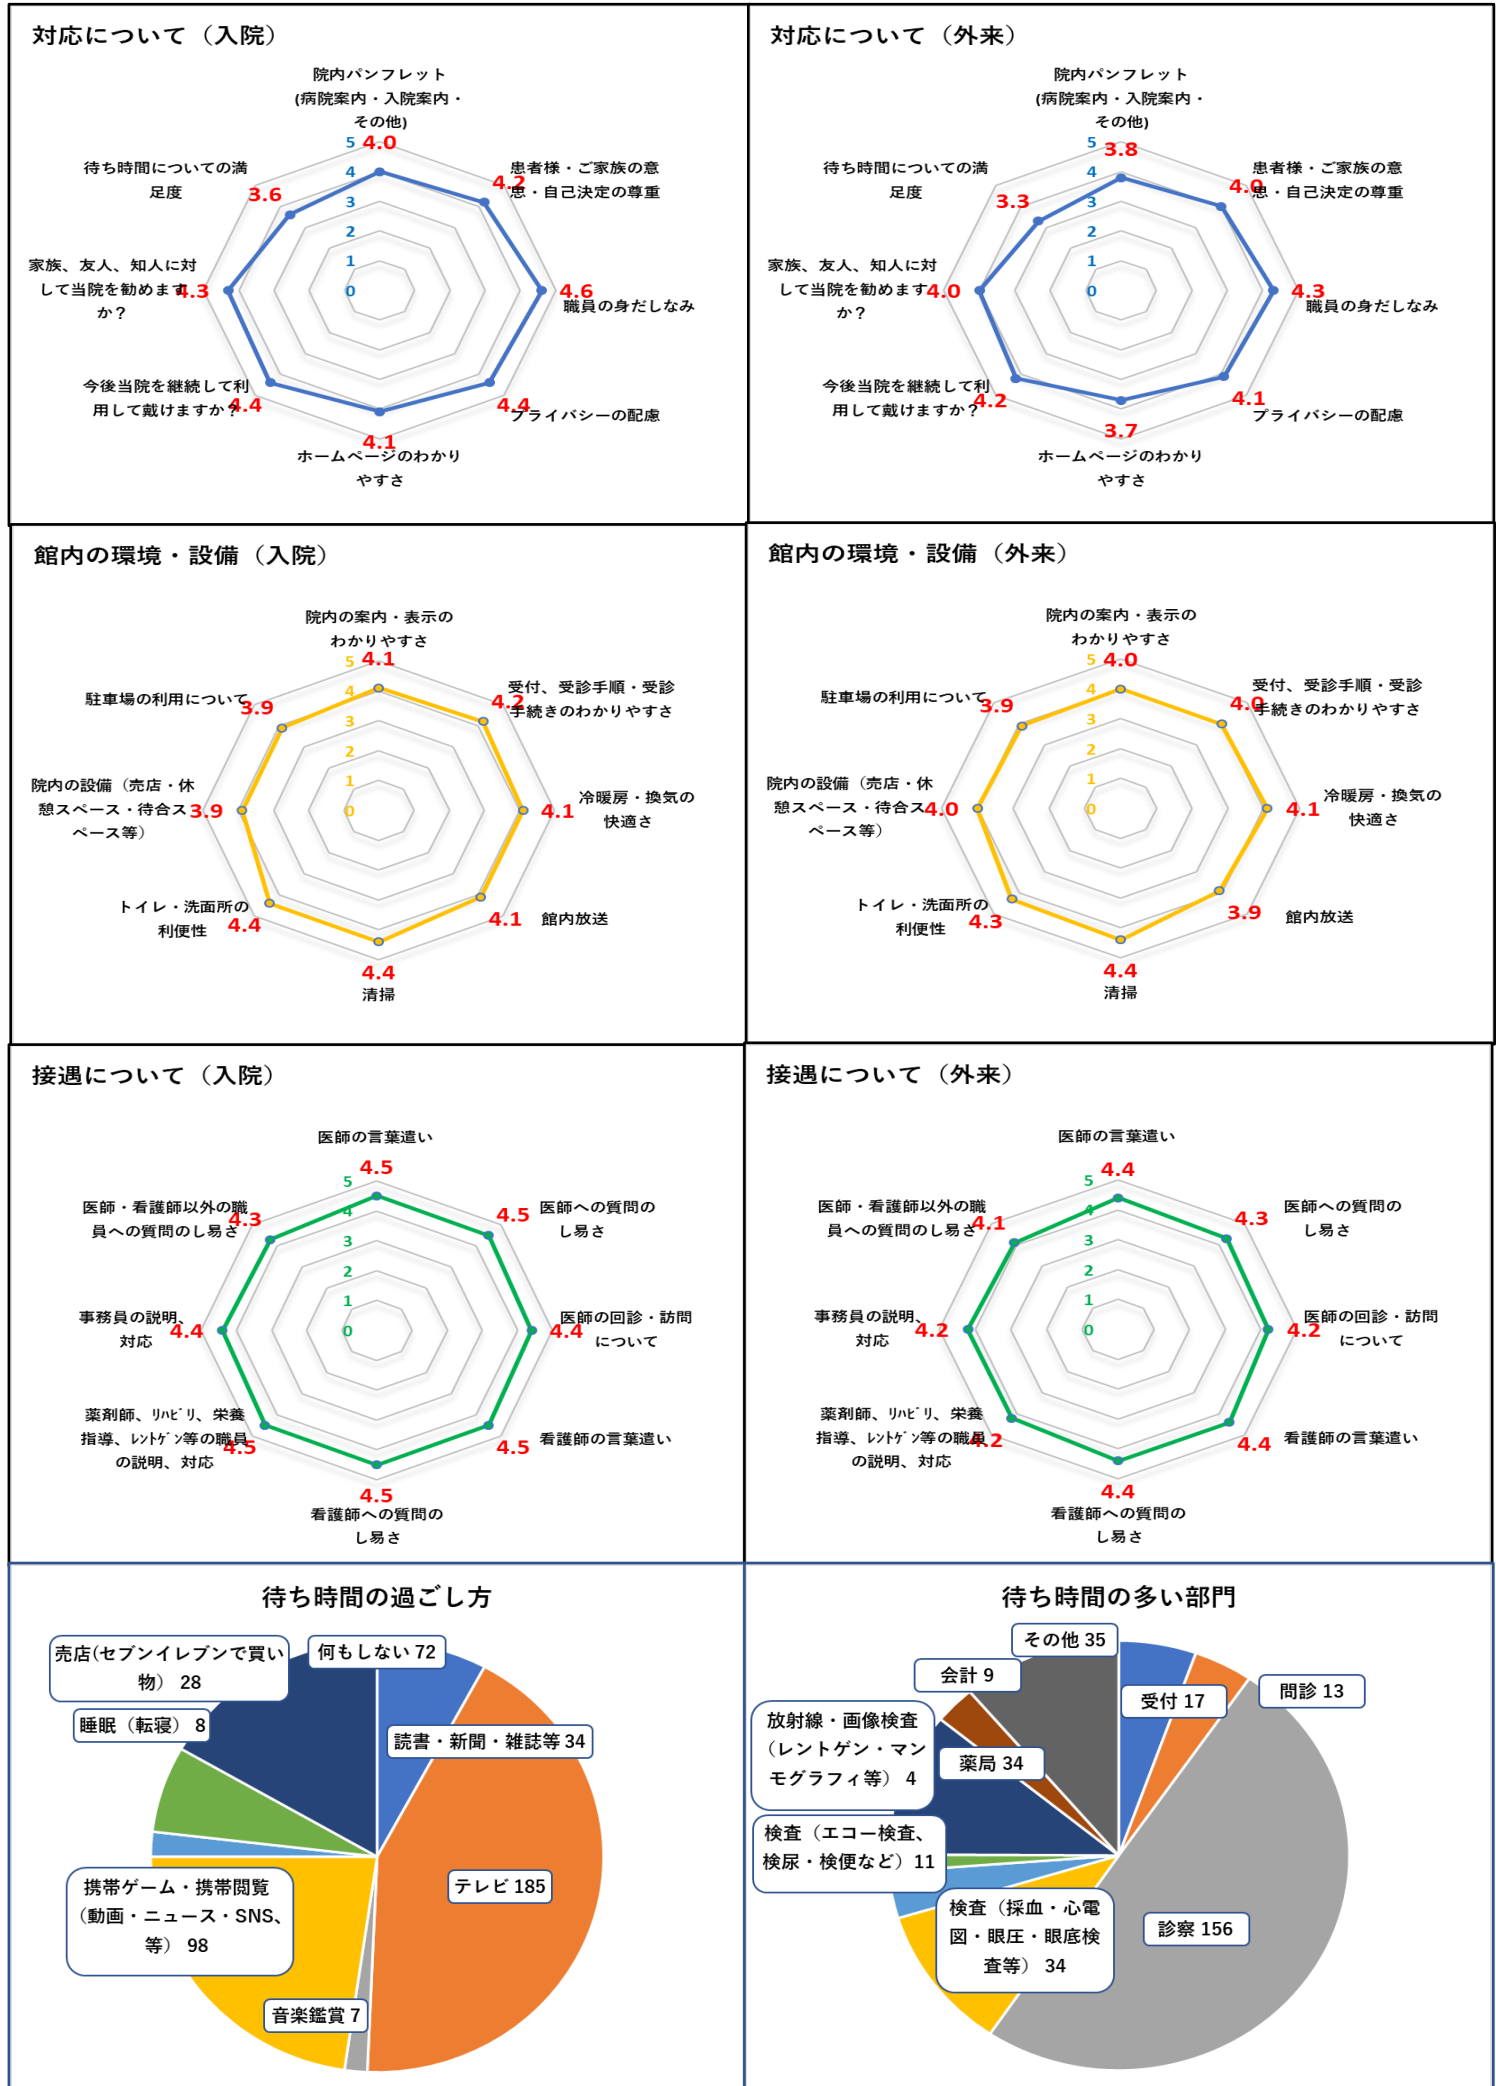 対応について（入院）
院内パンフレット
(病院案内・入院案内・
その他)
5
4.0
4
3
2
1
0
患者様・ご家族の意
思・自己決定の尊重
4.2
4.6
職員の身だしなみ
4.4
プライバシーの配慮
4.1
ホームページのわかり
やすさ
今後当院を継続して利
用して戴けますか？
4.4
家族、友人、知人に対
して当院を勧めます
か？
4.3
待ち時間についての満
足度
3.6
対応について（外来）
院内パンフレット
(病院案内・入院案内・
その他)
5
3.8
4
3
2
1
0
患者様・ご家族の意
思・自己決定の尊重
4.0
4.3
職員の身だしなみ
4.1
プライバシーの配慮
3.7
ホームページのわかり
やすさ
今後当院を継続して利
用して戴けますか？
4.2
家族、友人、知人に対
して当院を勧めます
か？
4.0
待ち時間についての満
足度
3.3
館内の環境・設備（入院）
院内の案内・表示の
わかりやすさ
5
4.1
4
3
2
1
0
受付、受診手順・受診
手続きのわかりやすさ
4.2
冷暖房・換気の
快適さ
4.1
4.1
館内放送
4.4
清掃
トイレ・洗面所の
利便性
4.4
院内の設備（売店・休
憩スペース・待合ス
ペース等）
3.9
駐車場の利用について
3.9
館内の環境・設備（外来）
院内の案内・表示の
わかりやすさ
5
4.0
4
3
2
1
0
受付、受診手順・受診
手続きのわかりやすさ
4.0
冷暖房・換気の
快適さ
4.1
3.9
館内放送
4.4
清掃
トイレ・洗面所の
利便性
4.3
院内の設備（売店・休
憩スペース・待合ス
ペース等）
4.0
駐車場の利用について
3.9
接遇について（入院）
医師の言葉遣い
4.5
5
4
3
2
1
0
医師への質問の
し易さ
4.5
医師の回診・訪問
について
4.4
看護師の言葉遣い
4.5
4.5
看護師への質問の
し易さ
薬剤師、ﾘﾊﾋﾞﾘ、栄養
指導、ﾚﾝﾄｹﾞﾝ等の職員
の説明、対応
4.5
事務員の説明、
対応
4.4
医師・看護師以外の職
員への質問のし易さ
4.3
接遇について（外来）
医師の言葉遣い
4.4
5
4
3
2
1
0
医師への質問の
し易さ
4.3
医師の回診・訪問
について
4.2
看護師の言葉遣い
4.4
4.4
看護師への質問の
し易さ
薬剤師、ﾘﾊﾋﾞﾘ、栄養
指導、ﾚﾝﾄｹﾞﾝ等の職員
の説明、対応
4.2
事務員の説明、
対応
4.2
医師・看護師以外の職
員への質問のし易さ
4.1
待ち時間の過ごし方
売店(セブンイレブンで買い
物） 28
何もしない 72
睡眠（転寝） 8
読書・新聞・雑誌等 34
テレビ 185
携帯ゲーム・携帯閲覧
（動画・ニュース・SNS、
等） 98
音楽鑑賞 7
待ち時間の多い部門
その他 35
会計 9
受付 17
問診 13
放射線・画像検査
（レントゲン・マン
モグラフィ等） 4
薬局 34
検査（エコー検査、
検尿・検便など）11
検査（採血・心電
図・眼圧・眼底検
査等） 34
診察 156